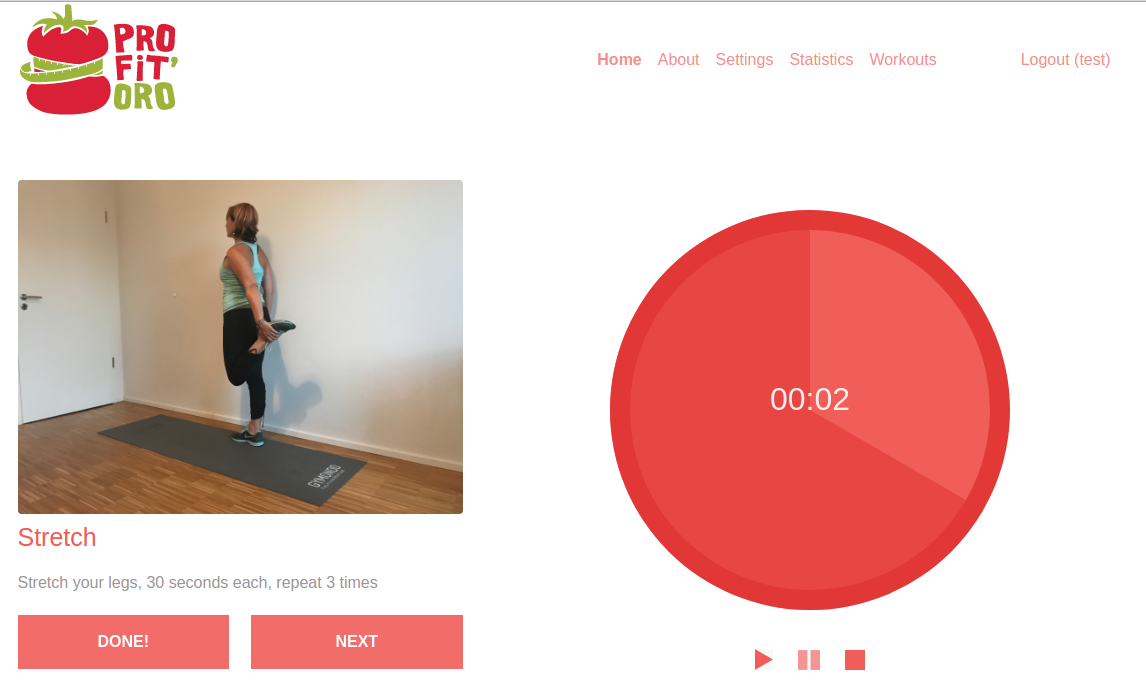 PRO
FiT'
ORO
Home About Settings Statistics Workouts Logout (test)
GYMONDO
00:02
Stretch
Stretch your legs, 30 seconds each, repeat 3 times
DONE! NEXT